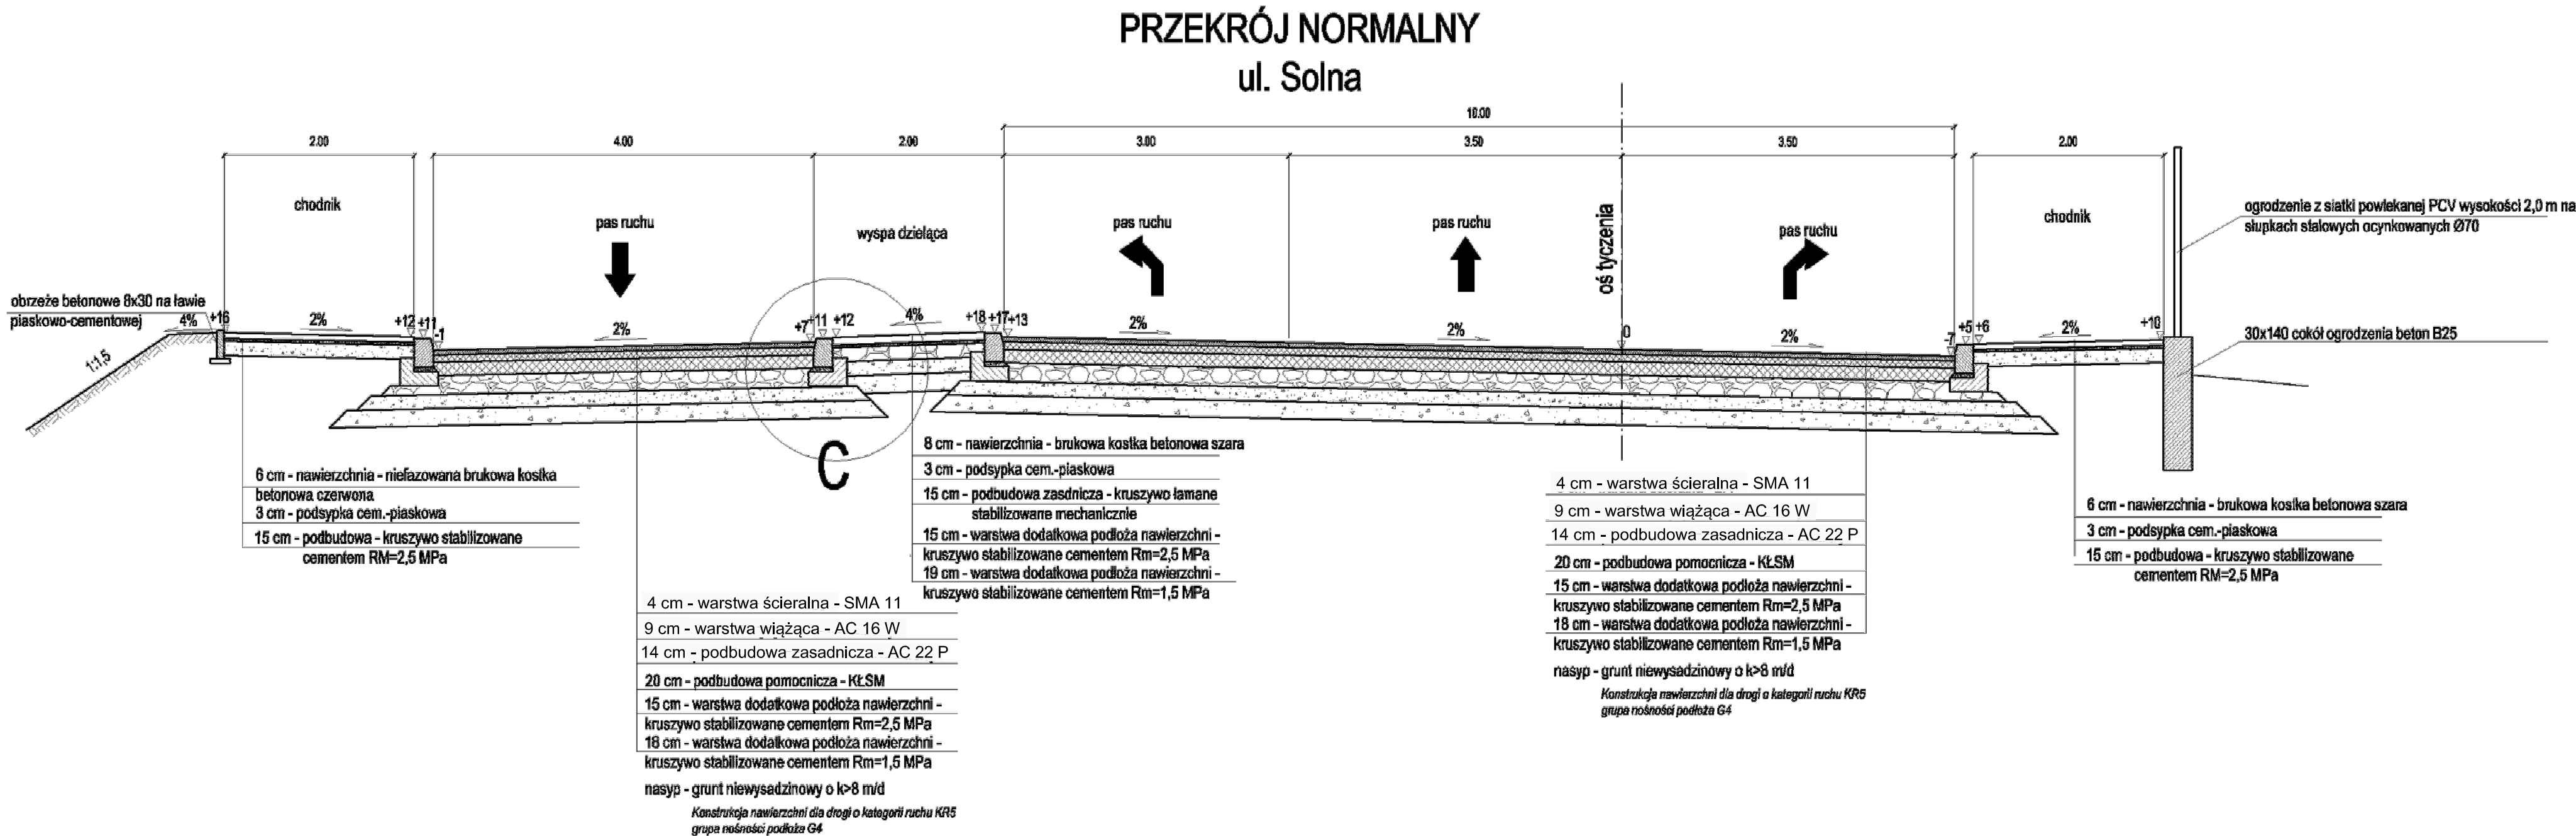 PRZEKRÓJ NORMALNY
ul. Solna
10.00
2.00
4.00
2.00
3.00
3.50
3.50
2.00
chodnik
pas ruchu
wyspa dzieląca
pas ruchu
pas ruchu
oś tyczenia
pas ruchu
chodnik
ogrodzenie z siatki powlekanej PCV wysokości 2,0 m na
słupkach stalowych ocynkowanych Ø70
obrzeże betonowe 8x30 na ławie
piaskowo-cementowej
4%
+16
2%
+12
+11
-1
2%
+7
+11
+12
4%
+18
+17
+13
2%
2%
0
2%
-7
+5
+6
2%
+10
30x140 cokół ogrodzenia beton B25
1:1,5
C
6 cm - nawierzchnia - niefazowana brukowa kostka
betonowa czerwona
3 cm - podsypka cem.-piaskowa
15 cm - podbudowa - kruszywo stabilizowane
cementem RM=2,5 MPa
4 cm - warstwa ścieralna - SMA 11
9 cm - warstwa wiążąca - AC 16 W
14 cm - podbudowa zasadnicza - AC 22 P
20 cm - podbudowa pomocnicza - KŁSM
15 cm - warstwa dodatkowa podłoża nawierzchni -
kruszywo stabilizowane cementem Rm=2,5 MPa
18 cm - warstwa dodatkowa podłoża nawierzchni -
kruszywo stabilizowane cementem Rm=1,5 MPa
nasyp - grunt niewysadzinowy o k>8 m/d
Konstrukcja nawierzchni dla drogi o kategorii ruchu KR5
grupa nośności podłoża G4
8 cm - nawierzchnia - brukowa kostka betonowa szara
3 cm - podsypka cem.-piaskowa
15 cm - podbudowa zasdnicza - kruszywo łamane
stabilizowane mechanicznie
15 cm - warstwa dodatkowa podłoża nawierzchni -
kruszywo stabilizowane cementem Rm=2,5 MPa
19 cm - warstwa dodatkowa podłoża nawierzchni -
kruszywo stabilizowane cementem Rm=1,5 MPa
4 cm - warstwa ścieralna - SMA 11
9 cm - warstwa wiążąca - AC 16 W
14 cm - podbudowa zasadnicza - AC 22 P
20 cm - podbudowa pomocnicza - KŁSM
15 cm - warstwa dodatkowa podłoża nawierzchni -
kruszywo stabilizowane cementem Rm=2,5 MPa
18 cm - warstwa dodatkowa podłoża nawierzchni -
kruszywo stabilizowane cementem Rm=1,5 MPa
nasyp - grunt niewysadzinowy o k>8 m/d
Konstrukcja nawierzchni dla drogi o kategorii ruchu KR5
grupa nośności podłoża G4
6 cm - nawierzchnia - brukowa kostka betonowa szara
3 cm - podsypka cem.-piaskowa
15 cm - podbudowa - kruszywo stabilizowane
cementem RM=2,5 MPa